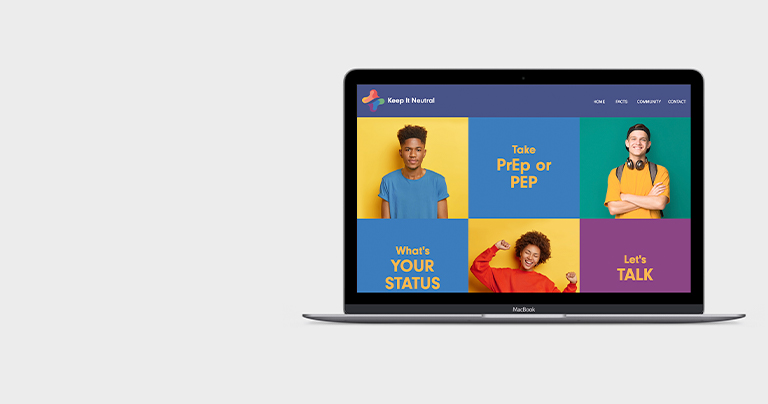 Keep It Neutral
HOME FACTS COMMUNITY CONTACT
Take
PrEp or
PEP
What's
YOUR
STATUS
Let's
TALK
MacBook